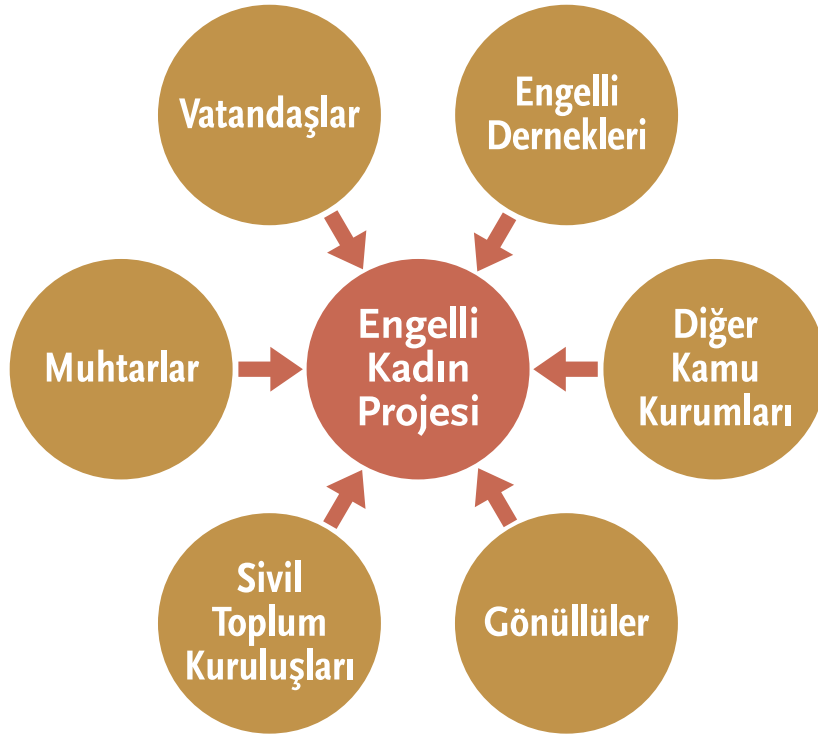 Vatandaşlar
Engelli
Dernekleri
Muhtarlar
Engelli
Kadın
Projesi
Diğer
Kamu
Kurumları
Sivil
Toplum
Kuruluşları
Gönüllüler